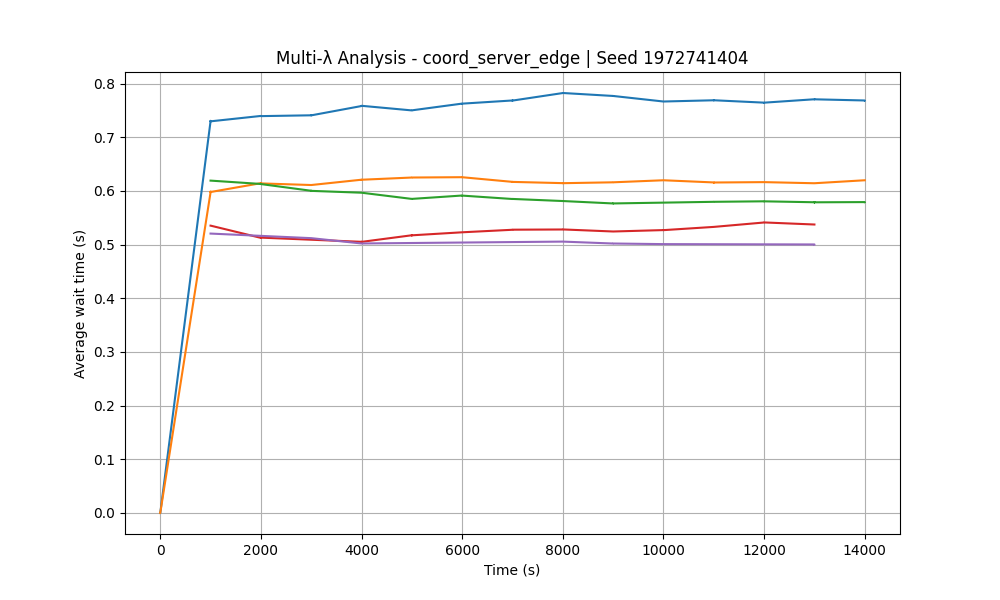 Multi-λ Analysis - coord_server_edge | Seed 1972741404
Average wait time (s)
0.8
0.7
0.6
0.5
0.4
0.3
0.2
0.1
0.0
0 2000 4000 6000 8000 10000 12000 14000
Time (s)